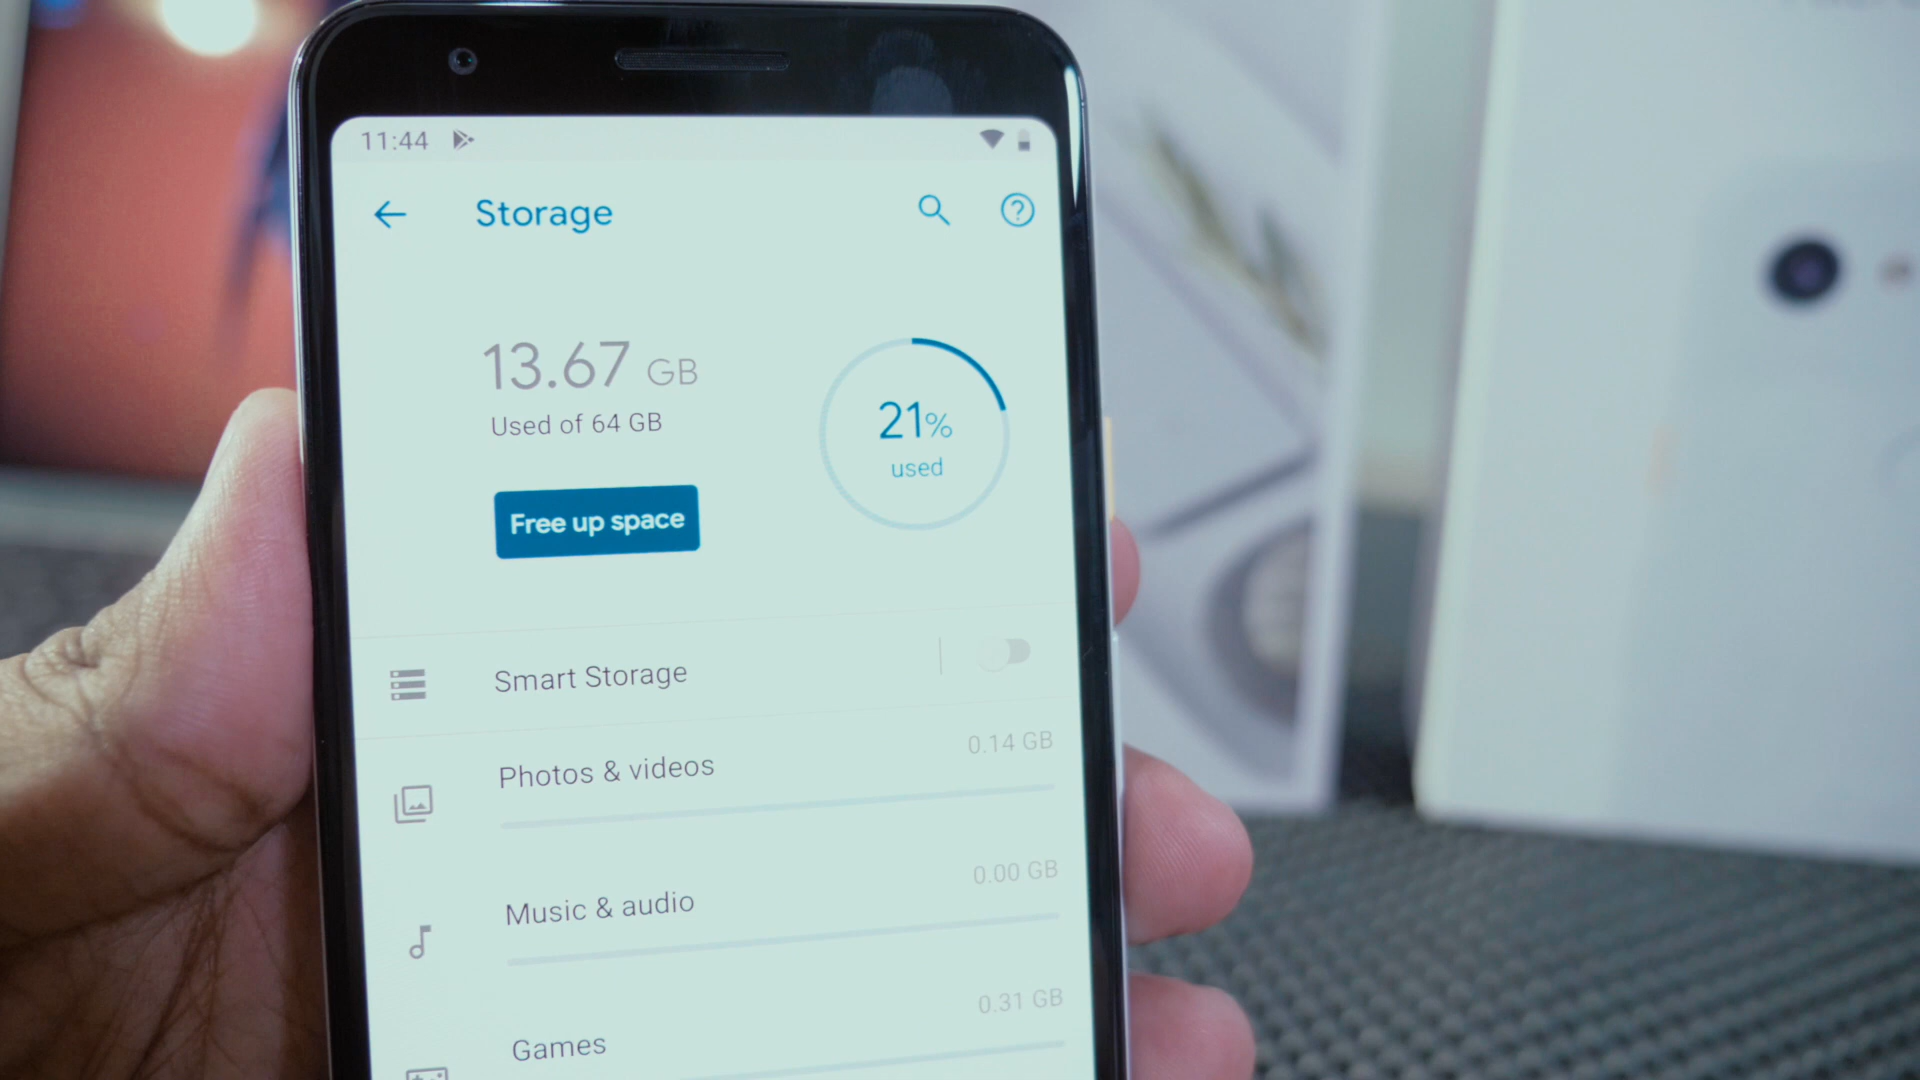 11:44
Storage
13.67 GB
Used of 64 GB
21%
used
Free up space
Smart Storage
Photos & videos
0.14 GB
Music & audio
0.00 GB
Games
0.31 GB